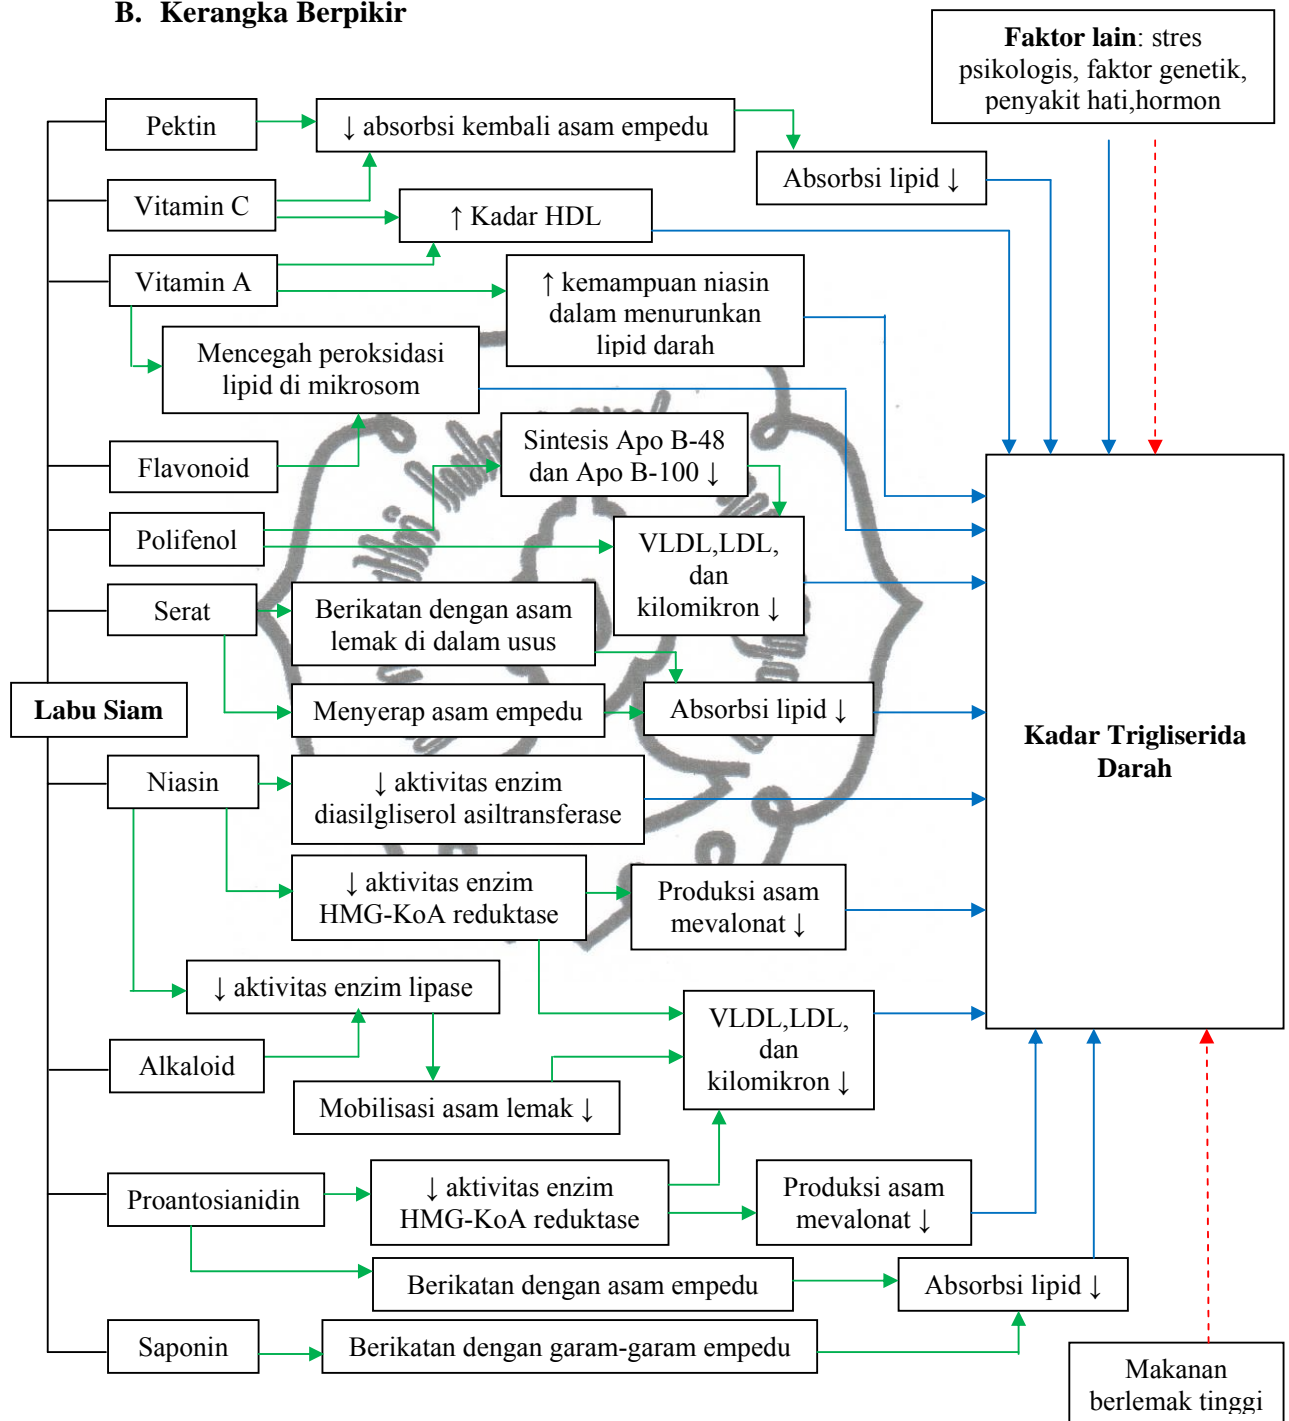 B. Kerangka Berpikir
Faktor lain: stres
psikologis, faktor genetik,
penyakit hati,hormon
Pektin
↓ absorbsi kembali asam empedu
Absorbsi lipid ↓
Vitamin C
↑ Kadar HDL
Vitamin A
↑ kemampuan niasin
dalam menurunkan
lipid darah
Mencegah peroksidasi
lipid di mikrosom
Flavonoid
Sintesis Apo B-48
dan Apo B-100 ↓
Polifenol
VLDL,LDL,
dan
kilomikron ↓
Serat
Berikatan dengan asam
lemak di dalam usus
Labu Siam
Menyerap asam empedu
Absorbsi lipid ↓
Kadar Trigliserida
Darah
Niasin
↓ aktivitas enzim
diasilgliserol asiltransferase
↓ aktivitas enzim
HMG-KoA reduktase
Produksi asam
mevalonat ↓
↓ aktivitas enzim lipase
VLDL,LDL,
dan
kilomikron ↓
Alkaloid
Mobilisasi asam lemak ↓
Proantosianidin
↓ aktivitas enzim
HMG-KoA reduktase
Produksi asam
mevalonat ↓
Berikatan dengan asam empedu
Absorbsi lipid ↓
Saponin
Berikatan dengan garam-garam empedu
Makanan
berlemak tinggi